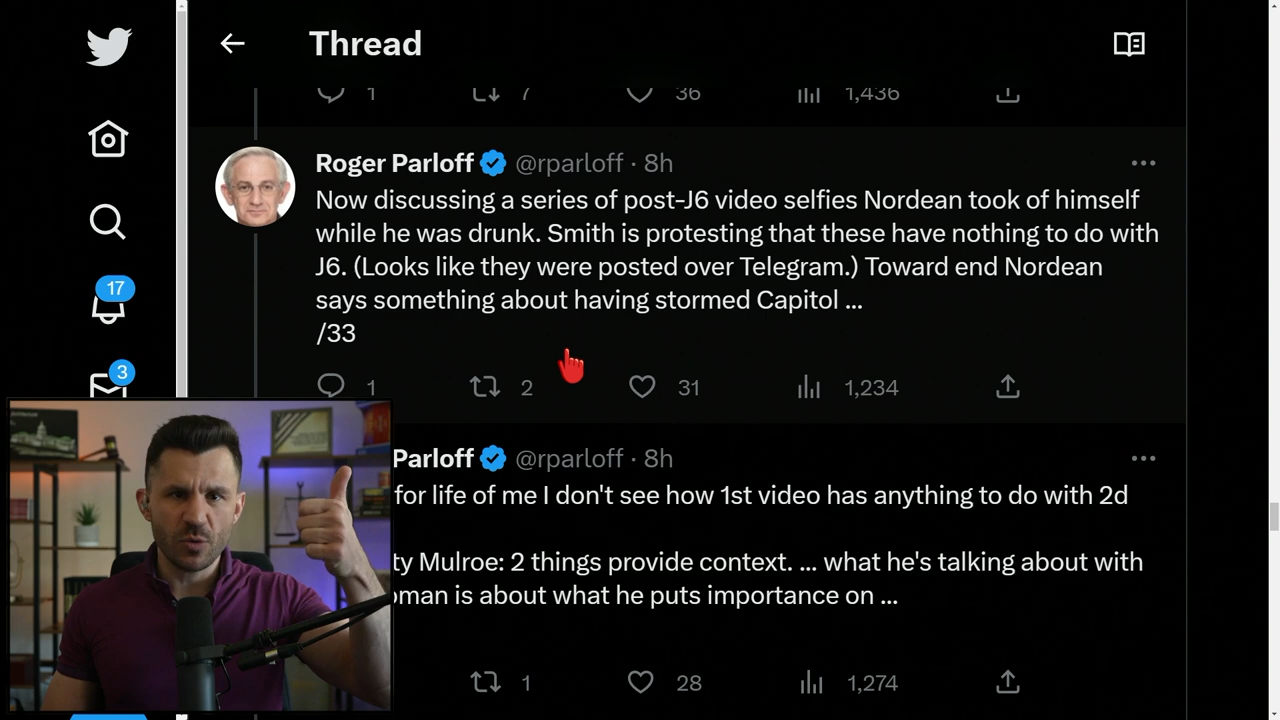 Thread
1 7 36 1,436
Roger Parloff @rparloff · 8h
Now discussing a series of post-J6 video selfies Nordean took of himself
while he was drunk. Smith is protesting that these have nothing to do with
J6. (Looks like they were posted over Telegram.) Toward end Nordean
says something about having stormed Capitol ...
/33
1 2 31 1,234
17
3
Parloff @rparloff · 8h
for life of me I don't see how 1st video has anything to do with 2d
ty Mulroe: 2 things provide context. ... what he's talking about with
oman is about what he puts importance on ...
1 28 1,274